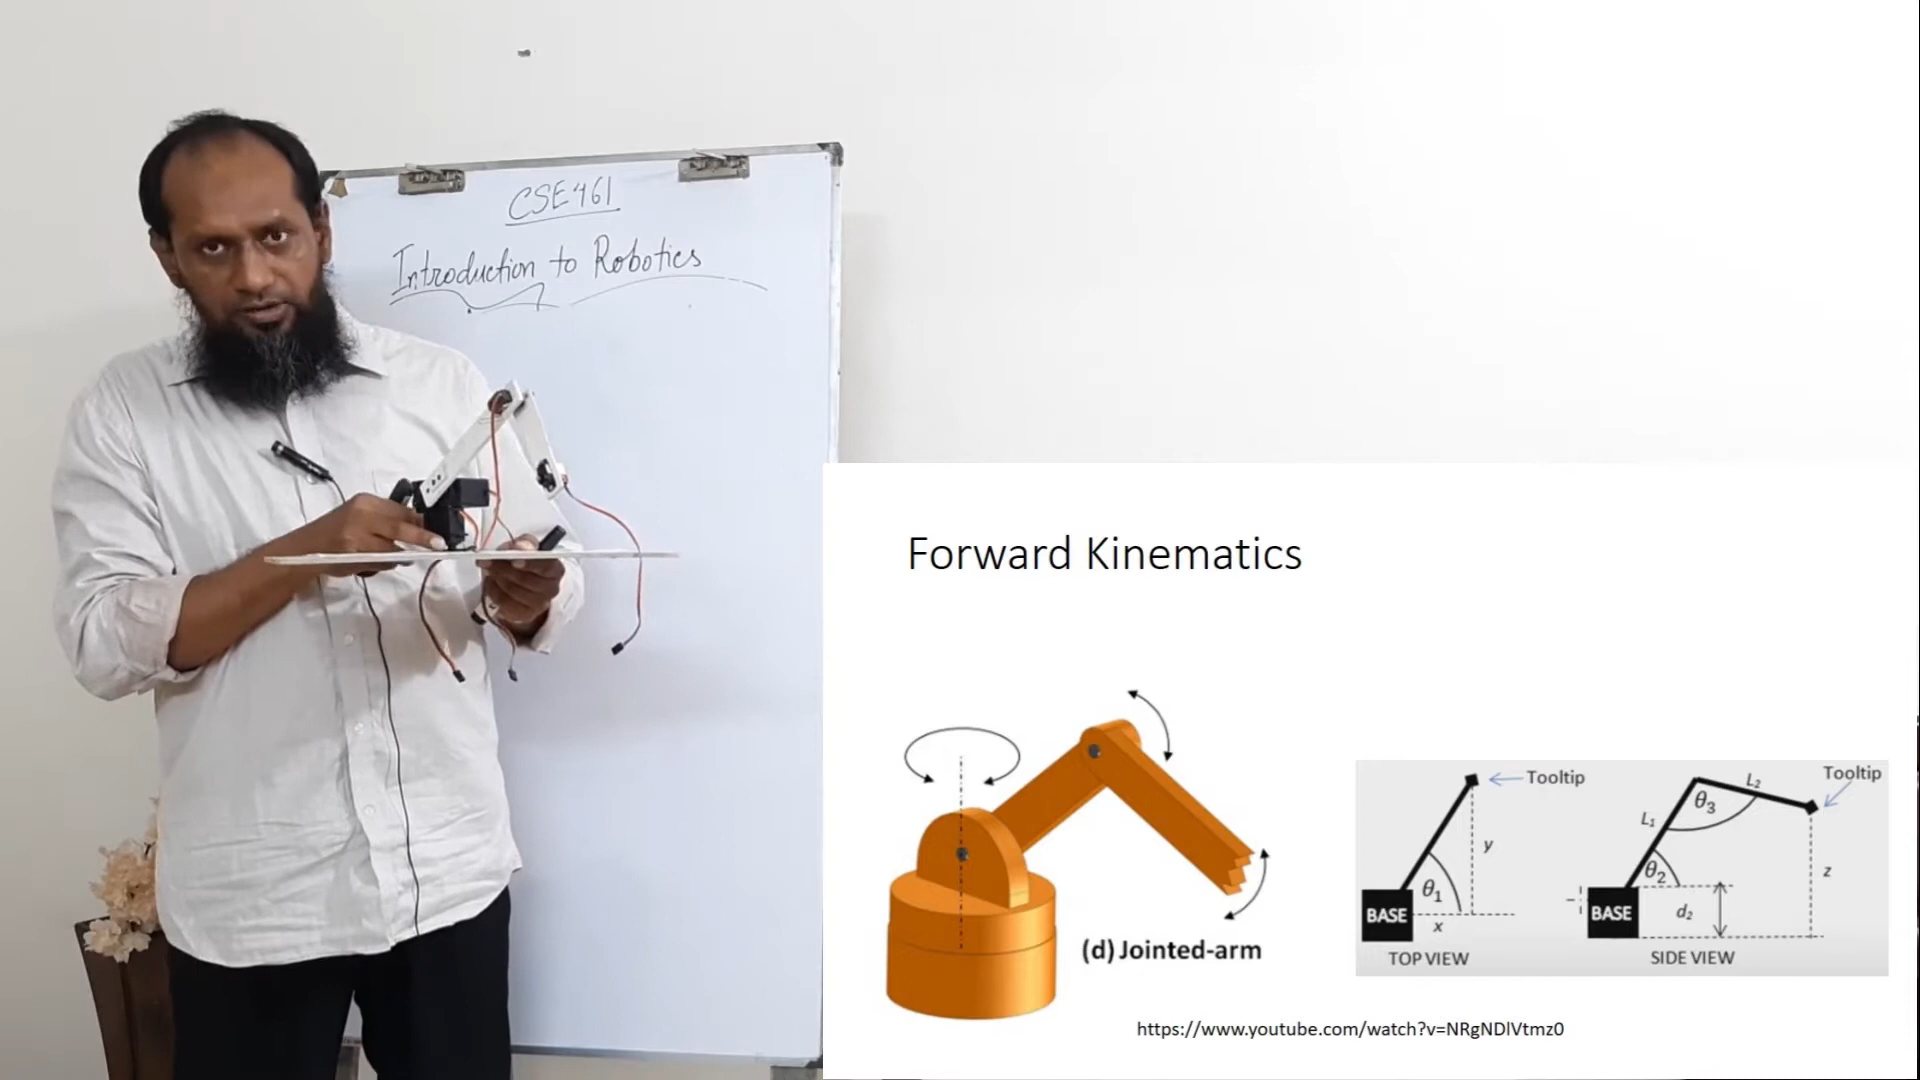 CSE461
Introduction to Robotics
Forward Kinematics
(d) Jointed-arm
Tooltip
y
θ1
BASE
x
TOP VIEW
Tooltip
L2
θ3
L1
z
θ2
BASE
d2
SIDE VIEW
https://www.youtube.com/watch?v=NRgNDlVtmz0